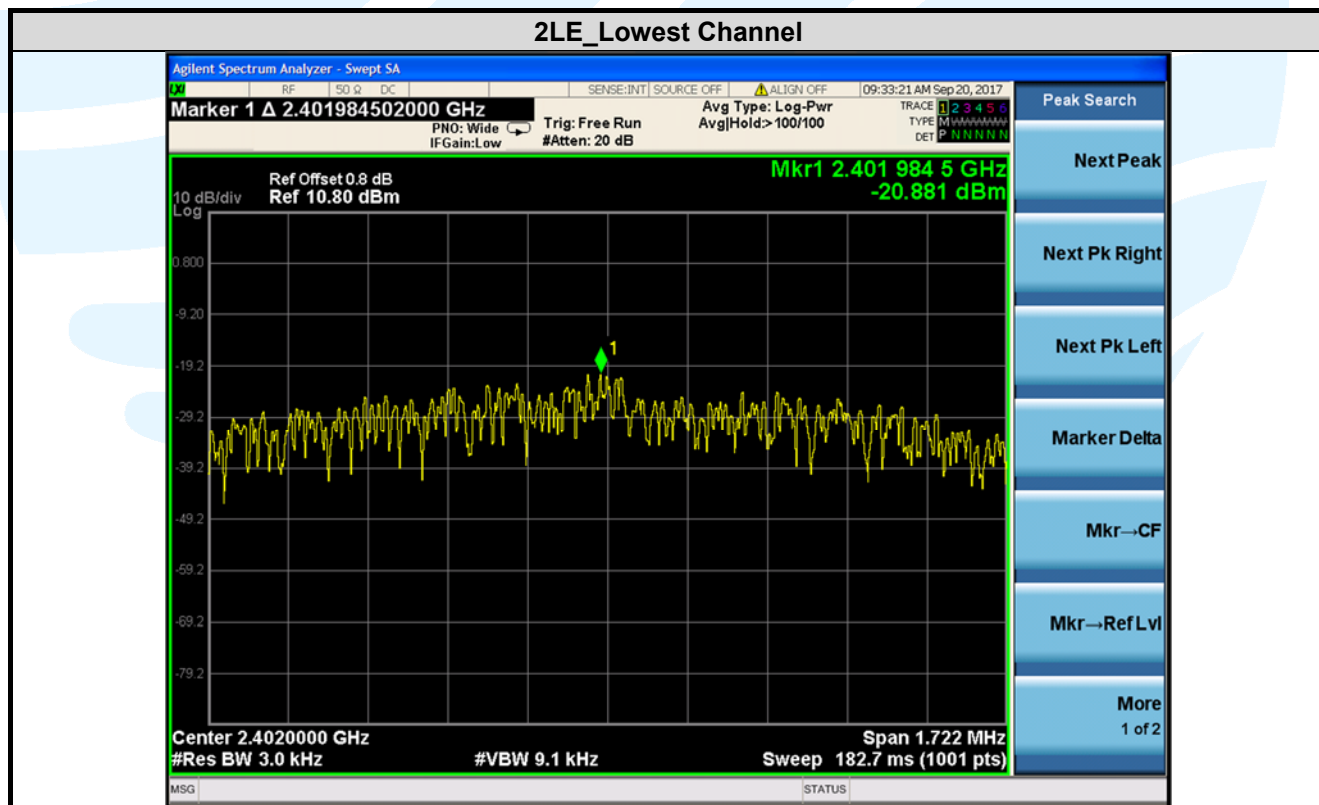 2LE_Lowest Channel
Agilent Spectrum Analyzer - Swept SA
LXI RF 50 Ω DC SENSE:INT SOURCE OFF ALIGN OFF 09:33:21 AM Sep 20, 2017
Marker 1 Δ 2.401984502000 GHz
PNO: Wide
IFGain:Low
Trig: Free Run
#Atten: 20 dB
Avg Type: Log-Pwr
Avg|Hold:>100/100
TRACE 1 2 3 4 5 6
TYPE M
DET P N N N N N
Mkr1 2.401 984 5 GHz
-20.881 dBm
Ref Offset 0.8 dB
10 dB/div Ref 10.80 dBm
Log
0.800
-9.20
-19.2
-29.2
-39.2
-49.2
-59.2
-69.2
-79.2
1
Center 2.4020000 GHz
Span 1.722 MHz
#Res BW 3.0 kHz
#VBW 9.1 kHz
Sweep 182.7 ms (1001 pts)
MSG
STATUS
Peak Search
Next Peak
Next Pk Right
Next Pk Left
Marker Delta
Mkr→CF
Mkr→Ref Lvl
More
1 of 2